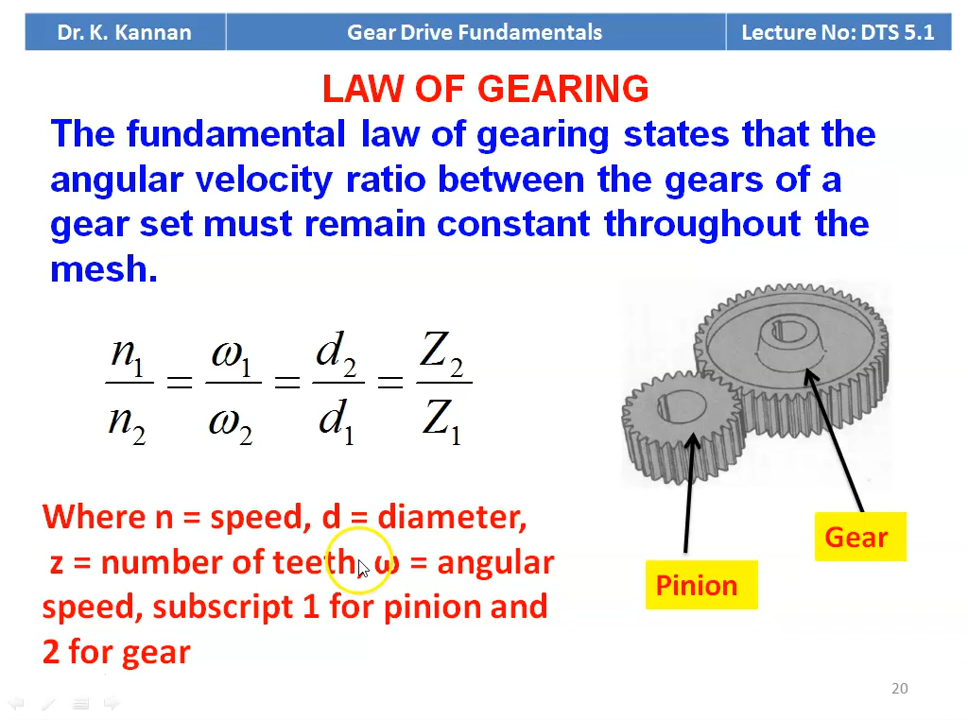 Dr. K. Kannan
Gear Drive Fundamentals
Lecture No: DTS 5.1
LAW OF GEARING
The fundamental law of gearing states that the
angular velocity ratio between the gears of a
gear set must remain constant throughout the
mesh.
n₁/n₂ = ω₁/ω₂ = d₂/d₁ = Z₂/Z₁
Where n = speed, d = diameter,
z = number of teeth, ω = angular
speed, subscript 1 for pinion and
2 for gear
Gear
Pinion
20